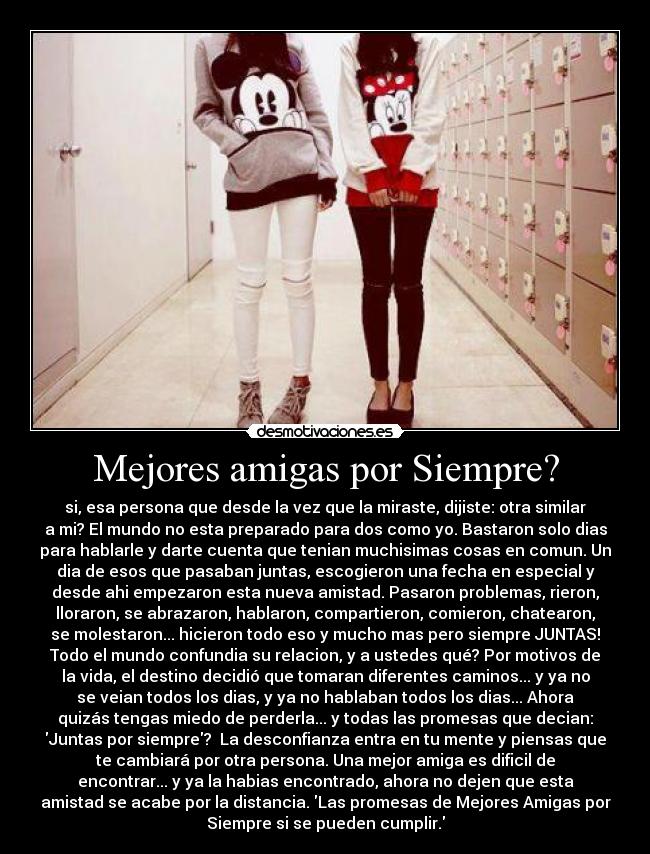 desmotivaciones.es
Mejores amigas por Siempre?
si, esa persona que desde la vez que la miraste, dijiste: otra similar
a mi? El mundo no esta preparado para dos como yo. Bastaron solo dias
para hablarle y darte cuenta que tenian muchisimas cosas en comun. Un
dia de esos que pasaban juntas, escogieron una fecha en especial y
desde ahi empezaron esta nueva amistad. Pasaron problemas, rieron,
lloraron, se abrazaron, hablaron, compartieron, comieron, chatearon,
se molestaron... hicieron todo eso y mucho mas pero siempre JUNTAS!
Todo el mundo confundia su relacion, y a ustedes qué? Por motivos de
la vida, el destino decidió que tomaran diferentes caminos... y ya no
se veian todos los dias, y ya no hablaban todos los dias... Ahora
quizás tengas miedo de perderla... y todas las promesas que decian:
'Juntas por siempre'?  La desconfianza entra en tu mente y piensas que
te cambiará por otra persona. Una mejor amiga es dificil de
encontrar... y ya la habias encontrado, ahora no dejen que esta
amistad se acabe por la distancia. 'Las promesas de Mejores Amigas por
Siempre si se pueden cumplir.'